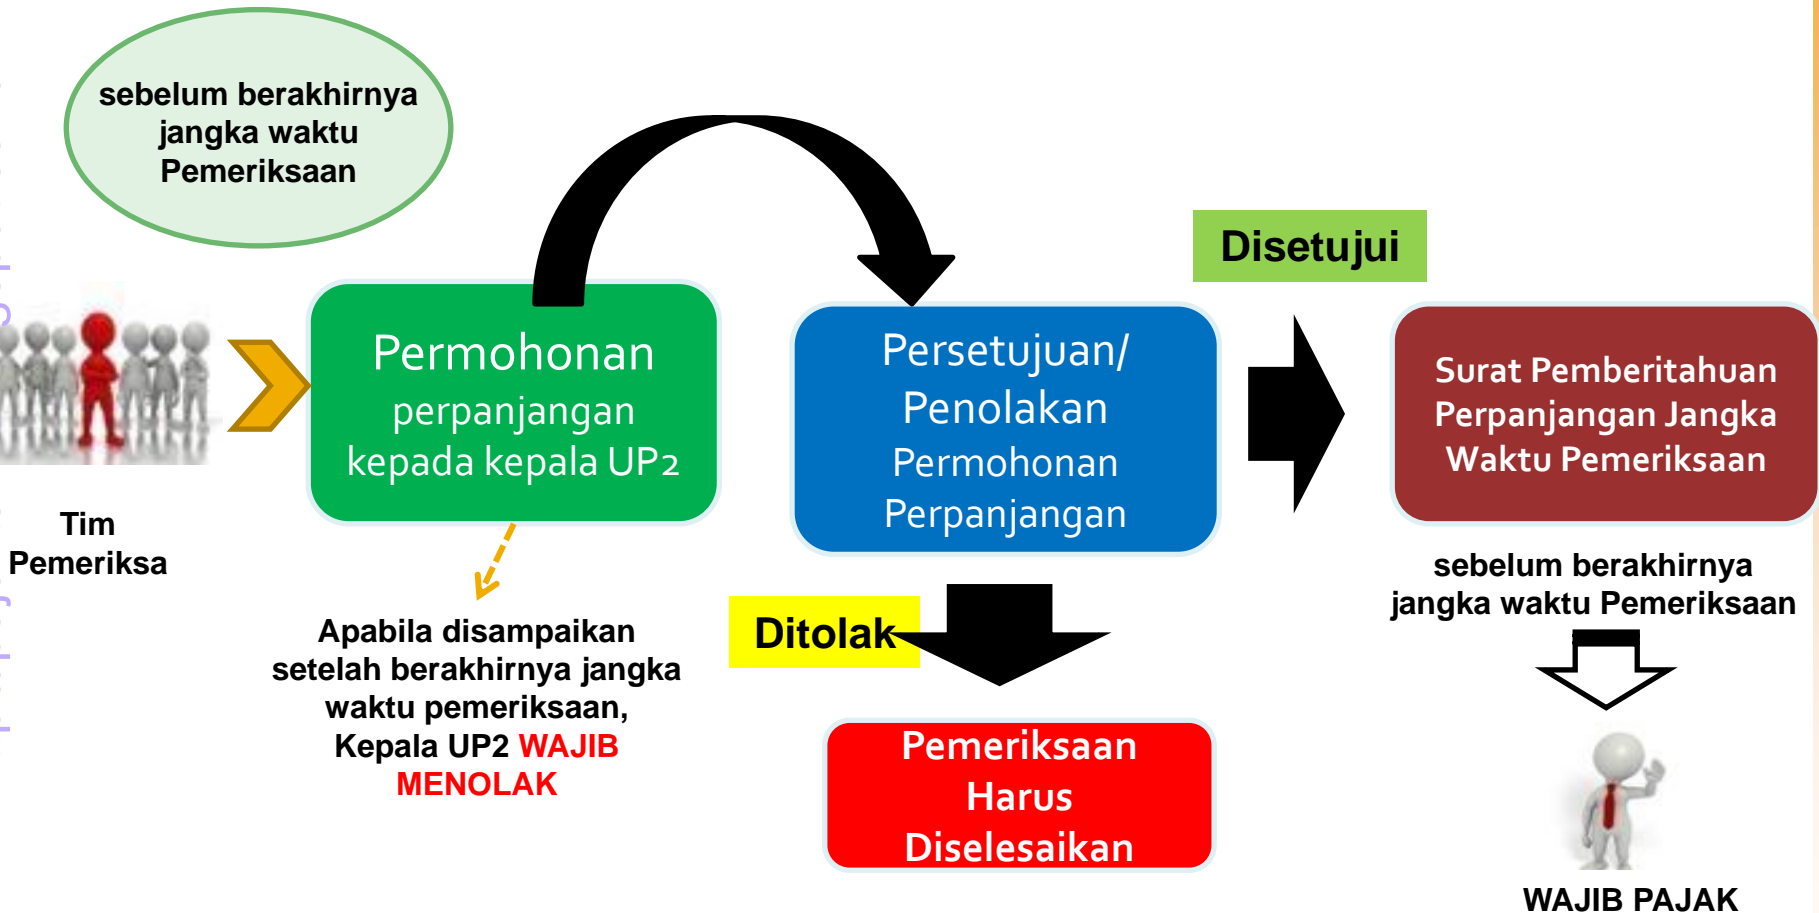 sebelum berakhirnya
jangka waktu
Pemeriksaan
Tim
Pemeriksa
Permohonan
perpanjangan
kepada kepala UP2
Apabila disampaikan
setelah berakhirnya jangka
waktu pemeriksaan,
Kepala UP2 WAJIB
MENOLAK
Persetujuan/
Penolakan
Permohonan
Perpanjangan
Ditolak
Pemeriksaan
Harus
Diselesaikan
Disetujui
Surat Pemberitahuan
Perpanjangan Jangka
Waktu Pemeriksaan
sebelum berakhirnya
jangka waktu Pemeriksaan
WAJIB PAJAK